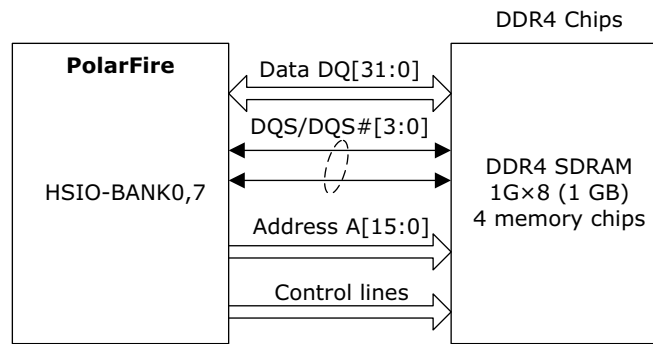 DDR4 Chips
PolarFire
HSIO-BANK0,7
Data DQ[31:0]
DQS/DQS#[3:0]
Address A[15:0]
Control lines
DDR4 SDRAM
1G×8 (1 GB)
4 memory chips